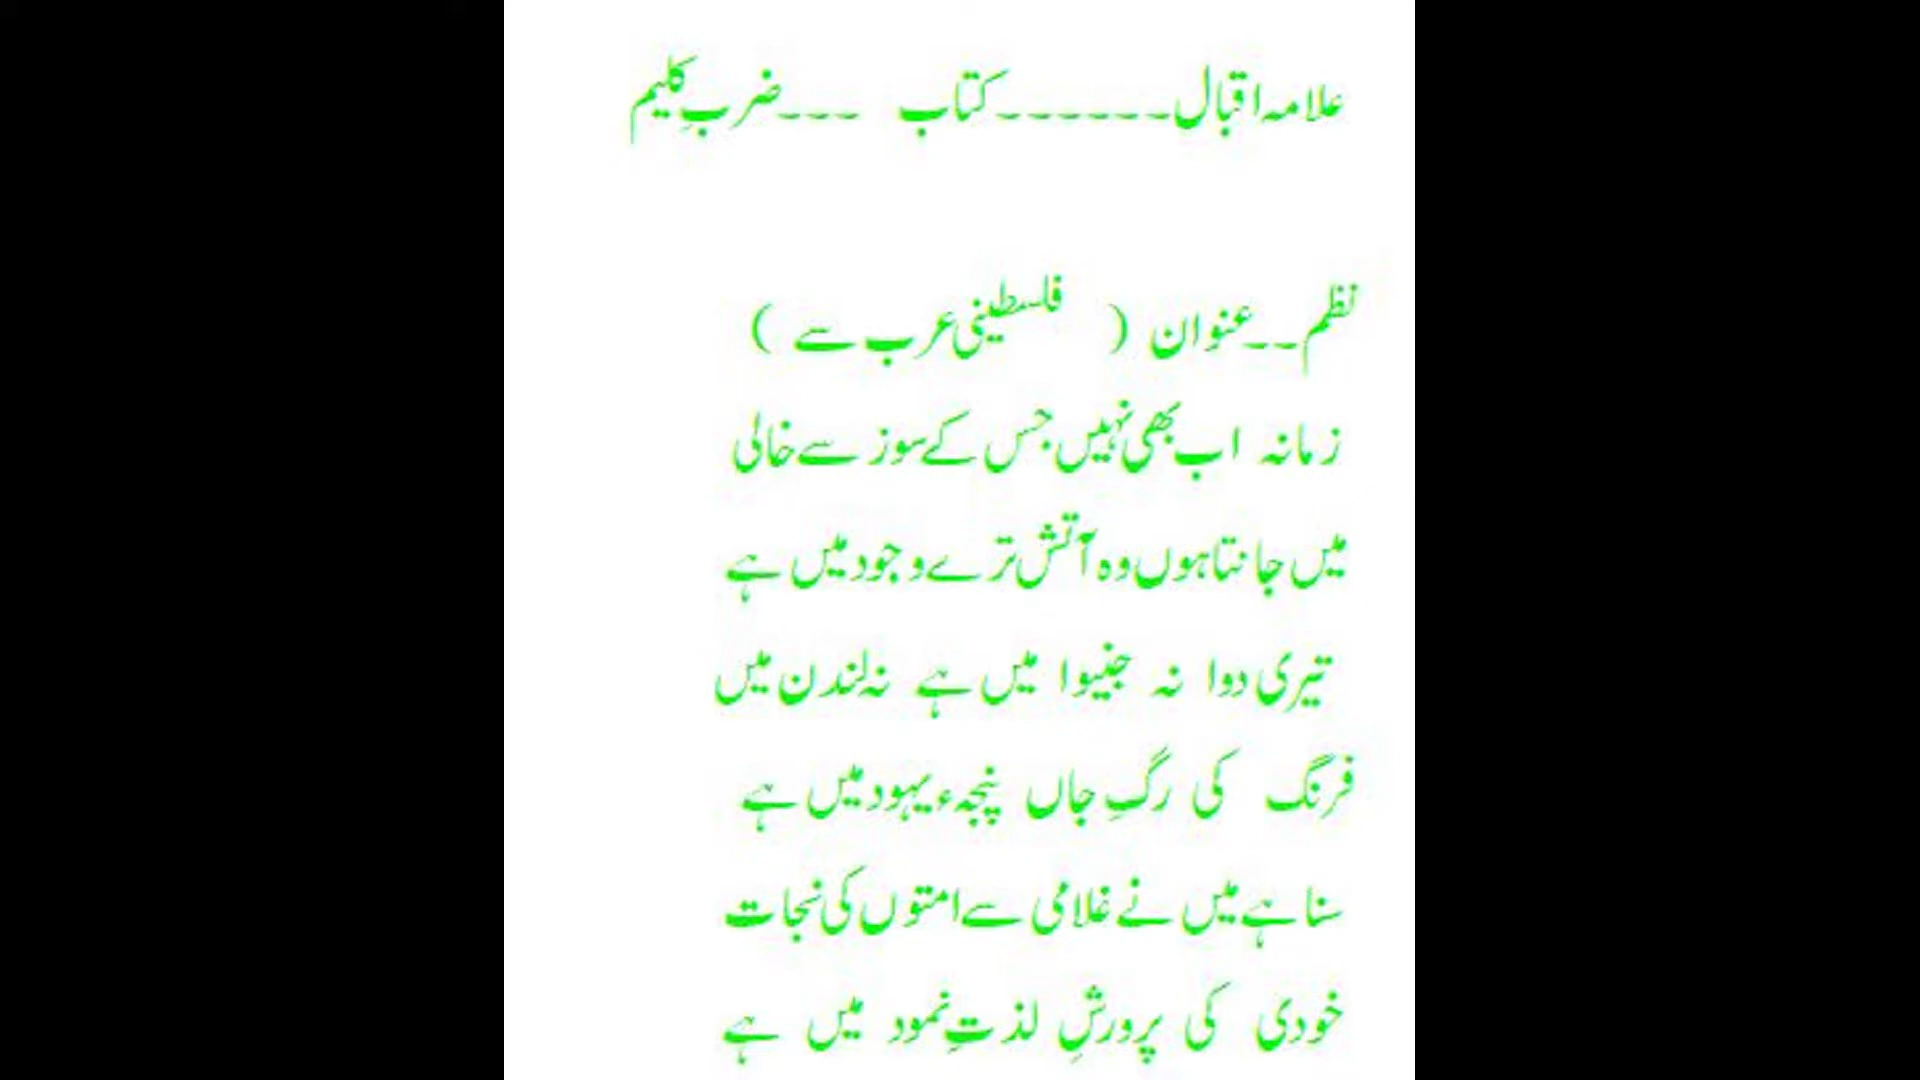 علامہ اقبال۔۔۔۔۔۔کتاب ۔۔۔ضربِ کلیم
نظم۔۔عنوان ( فلسطینی عرب سے )
زمانہ اب بھی نہیں جس کے سوز سے خالی
میں جانتا ہوں وہ آتش ترے وجود میں ہے
تیری دوا نہ جنیوا میں ہے نہ لندن میں
فرنگ کی رگِ جاں پنجہء یہود میں ہے
سنا ہے میں نے غلامی سے امتوں کی نجات
خودی کی پرورشِ لذتِ نمود میں ہے